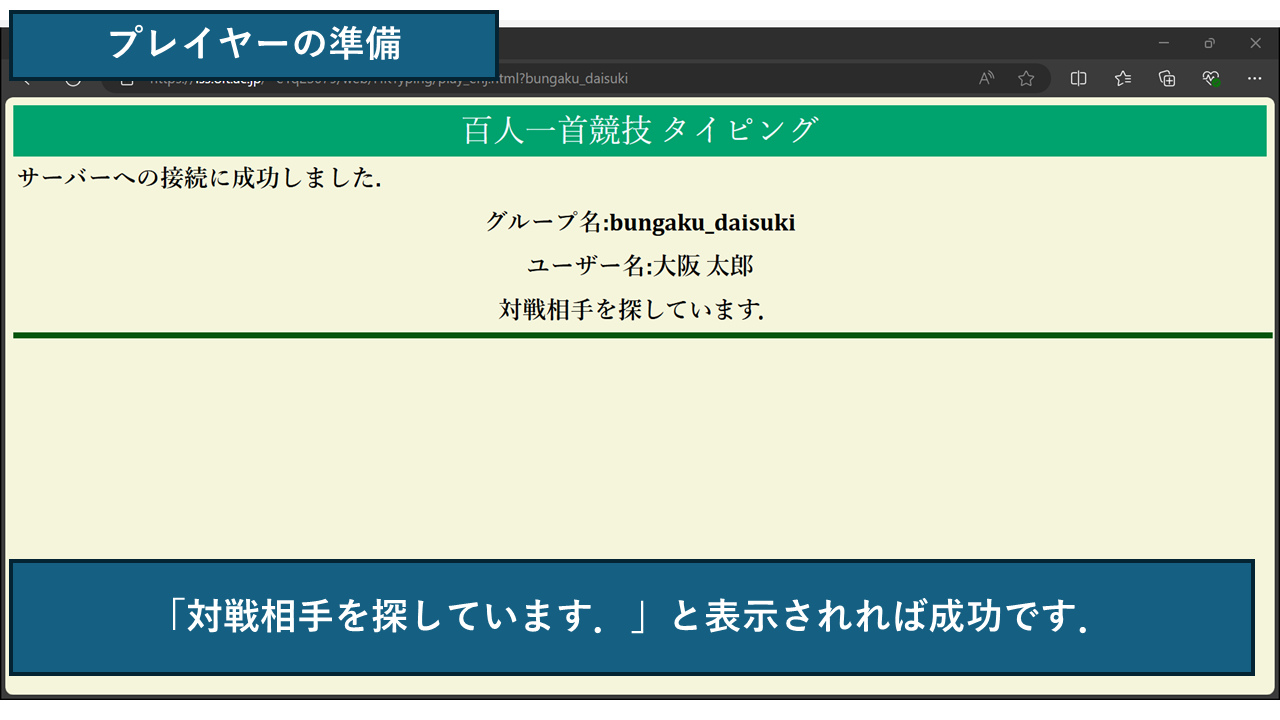 プレイヤーの準備
play_enj.html?bungaku_daisuki
百人一首競技 タイピング
サーバーへの接続に成功しました．
グループ名:bungaku_daisuki
ユーザー名:大阪 太郎
対戦相手を探しています．
「対戦相手を探しています．」と表示されれば成功です．